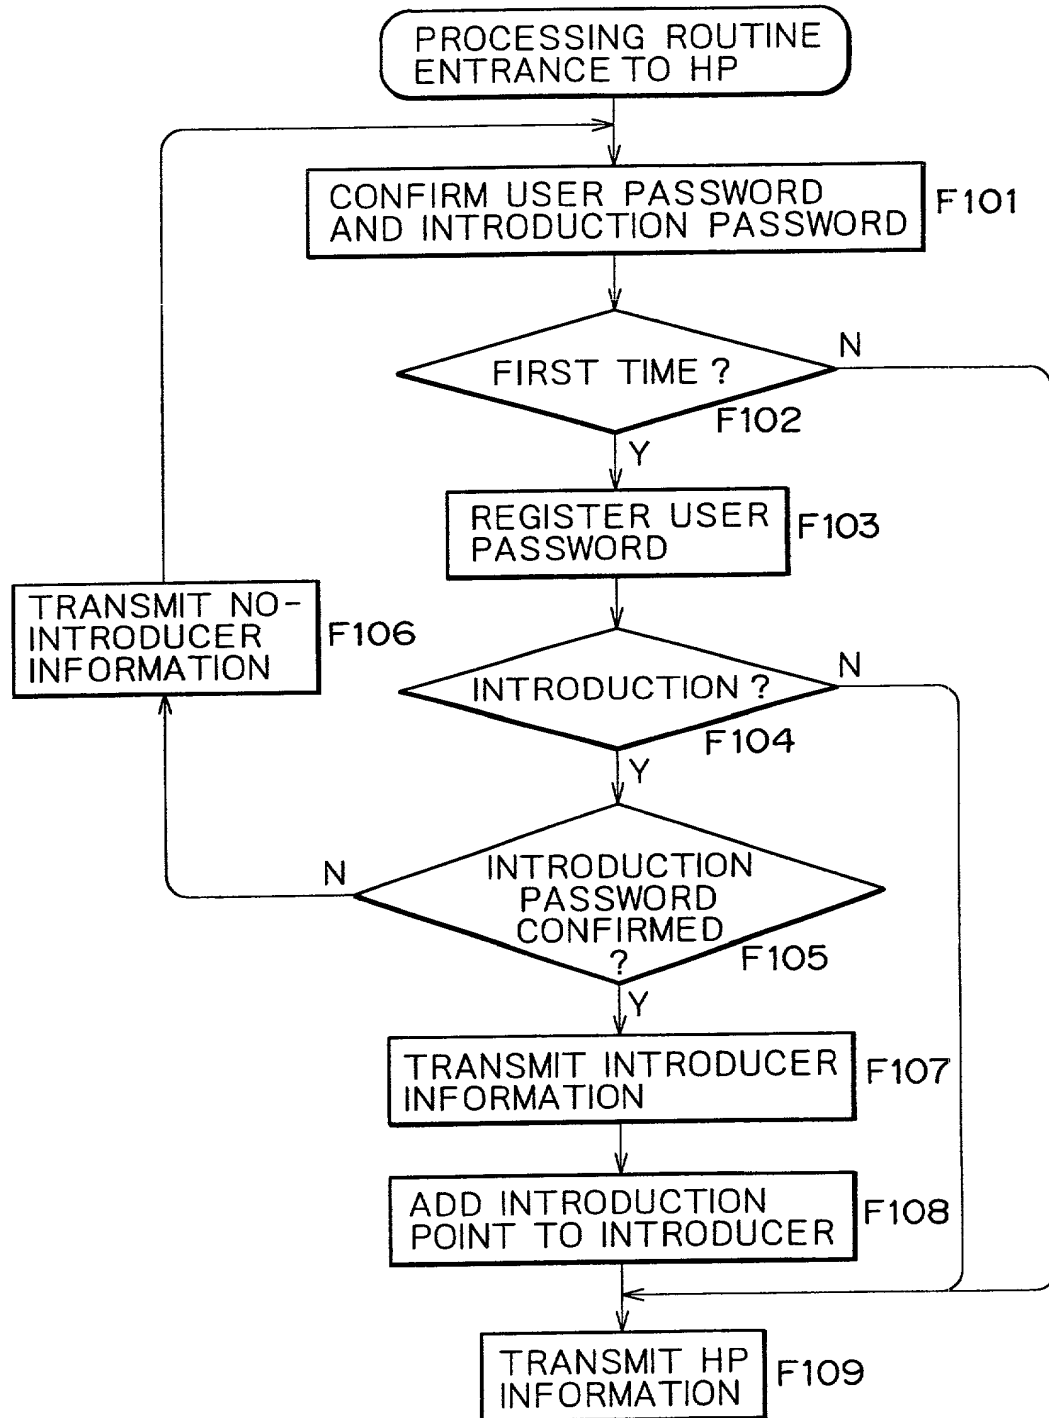 PROCESSING ROUTINE
ENTRANCE TO HP
CONFIRM USER PASSWORD
AND INTRODUCTION PASSWORD
F101
FIRST TIME ?
N
F102
Y
REGISTER USER
PASSWORD
F103
TRANSMIT NO-
INTRODUCER
INFORMATION
F106
INTRODUCTION ?
N
F104
Y
INTRODUCTION
PASSWORD
CONFIRMED
?
N
F105
Y
TRANSMIT INTRODUCER
INFORMATION
F107
ADD INTRODUCTION
POINT TO INTRODUCER
F108
TRANSMIT HP
INFORMATION
F109